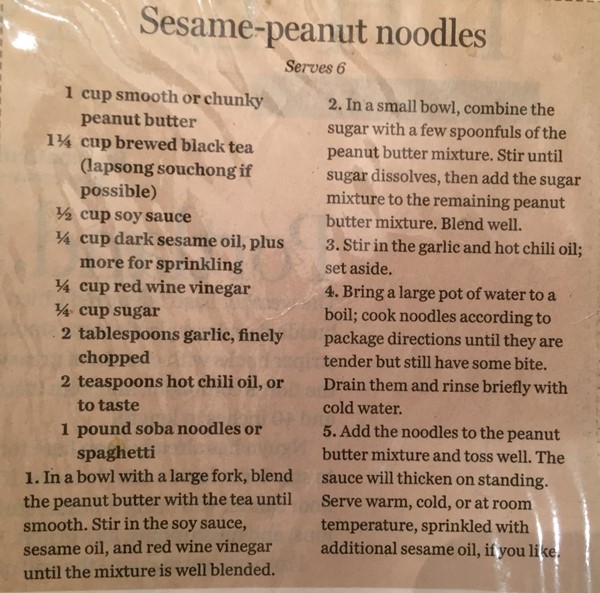 Sesame-peanut noodles
Serves 6
1 cup smooth or chunky
peanut butter
1¼ cup brewed black tea
(lapsong souchong if
possible)
½ cup soy sauce
¼ cup dark sesame oil, plus
more for sprinkling
¼ cup red wine vinegar
¼ cup sugar
2 tablespoons garlic, finely
chopped
2 teaspoons hot chili oil, or
to taste
1 pound soba noodles or
spaghetti
1. In a bowl with a large fork, blend
the peanut butter with the tea until
smooth. Stir in the soy sauce,
sesame oil, and red wine vinegar
until the mixture is well blended.
2. In a small bowl, combine the
sugar with a few spoonfuls of the
peanut butter mixture. Stir until
sugar dissolves, then add the sugar
mixture to the remaining peanut
butter mixture. Blend well.
3. Stir in the garlic and hot chili oil;
set aside.
4. Bring a large pot of water to a
boil; cook noodles according to
package directions until they are
tender but still have some bite.
Drain them and rinse briefly with
cold water.
5. Add the noodles to the peanut
butter mixture and toss well. The
sauce will thicken on standing.
Serve warm, cold, or at room
temperature, sprinkled with
additional sesame oil, if you like.